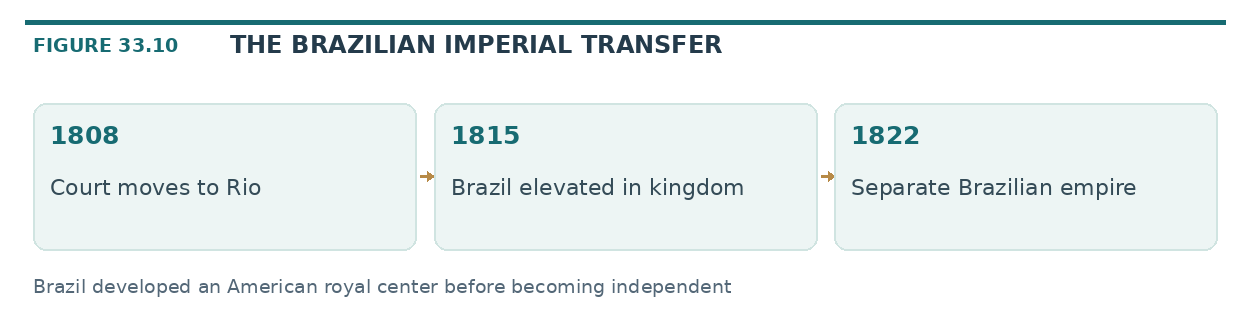 FIGURE 33.10 THE BRAZILIAN IMPERIAL TRANSFER
1808
Court moves to Rio
1815
Brazil elevated in kingdom
1822
Separate Brazilian empire
Brazil developed an American royal center before becoming independent